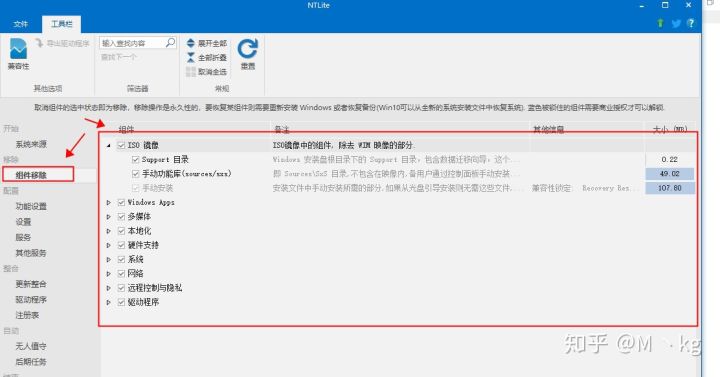 NTLite
文件 工具栏
兼容性
导出驱动程序
输入查找内容
查找下一个
展开全部
全部折叠
取消全选
重置
其他选项 筛选器 常规
取消组件的选中状态即为移除，移除操作是永久性的，要恢复某组件则需要重新安装 Windows 或者恢复备份(Win10可以从全新的系统安装文件中恢复系统). 蓝色被锁住的组件需要商业授权才可以解锁.
开始
系统来源
移除
组件移除
配置
功能设置
设置
服务
其他服务
整合
更新整合
驱动程序
注册表
自动
无人值守
后期任务
组件 备注 其他信息 大小 (MB)
ISO 镜像 ISO镜像中的组件，除去 WIM 映像的部分.
Support 目录 Windows 安装盘根目录下的 Support 目录；包含数据迁移向导；这个... 0.22
手动功能库(sources/sxs) 即 Sources\SxS 目录,不包含在映像内,备用户通过控制面板手动安装... 49.02
手动安装 安装文件中手动安装所需的部分.如果从光盘引导安装则无需这些文件,... 兼容性锁定: Recovery Res... 107.80
Windows Apps
多媒体
本地化
硬件支持
系统
网络
远程控制与隐私
驱动程序
知乎 @M丶kg